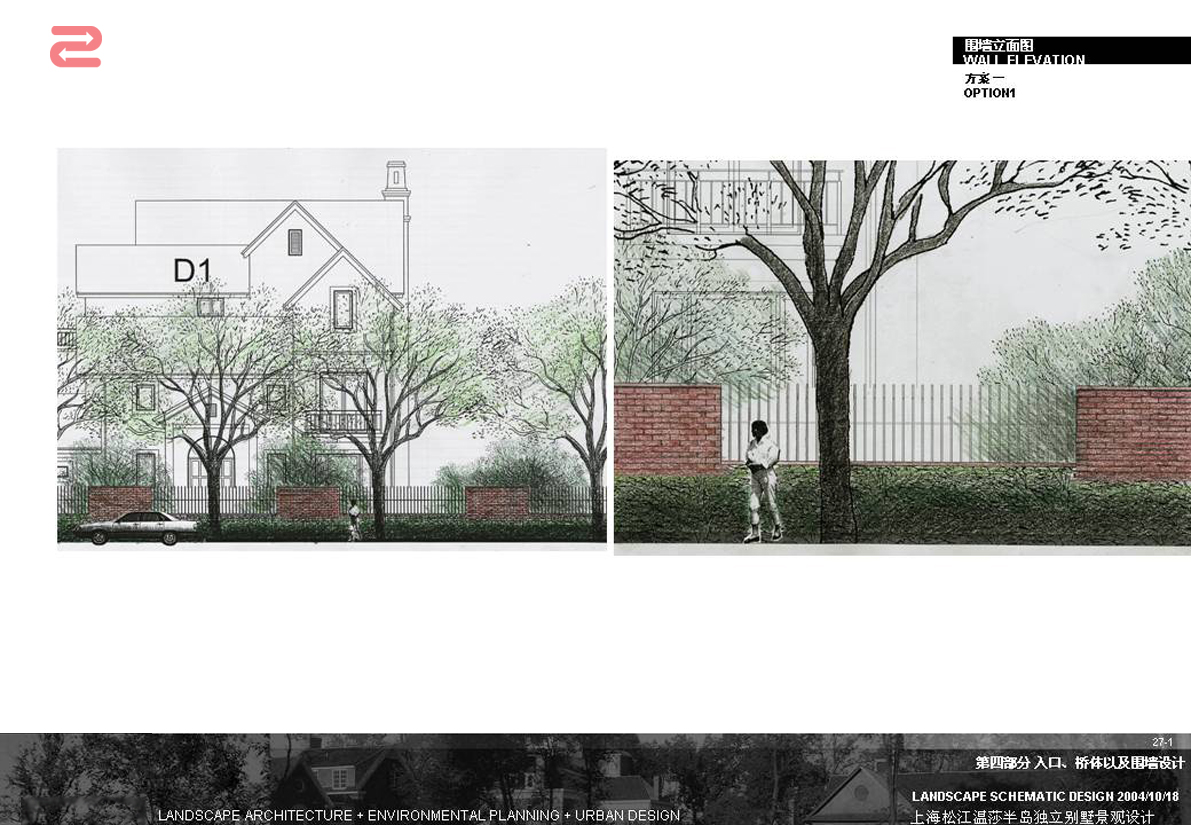 围墙立面图
WALL ELEVATION
方案一
OPTION1
D1
27-1
第四部分 入口、桥体以及围墙设计
LANDSCAPE SCHEMATIC DESIGN 2004/10/18
LANDSCAPE ARCHITECTURE + ENVIRONMENTAL PLANNING + URBAN DESIGN
上海松江温莎半岛独立别墅景观设计